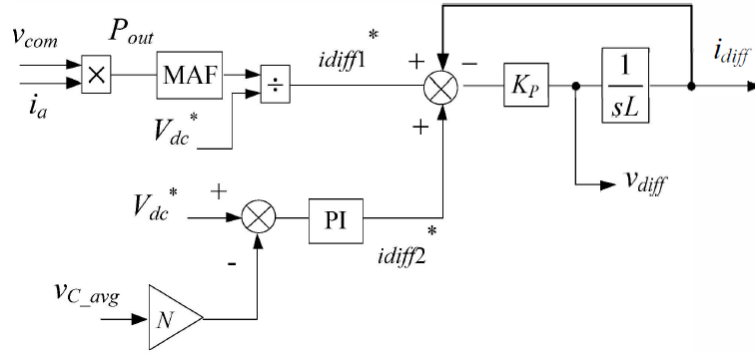 v_com
P_out
i_a
×
MAF
÷
V_dc*
idiff1*
+
−
+
K_P
1
sL
i_diff
v_diff
V_dc*
+
-
PI
idiff2*
v_C_avg
N